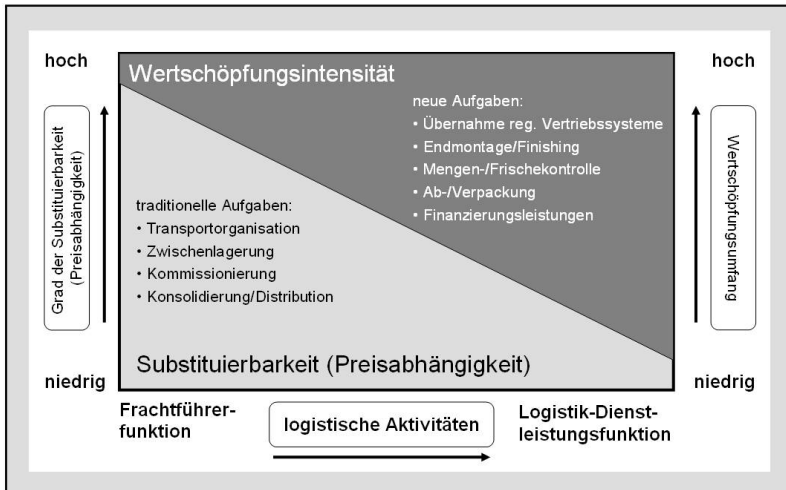 hoch
hoch
Wertschöpfungsintensität
neue Aufgaben:
• Übernahme reg. Vertriebssysteme
• Endmontage/Finishing
• Mengen-/Frischekontrolle
• Ab-/Verpackung
• Finanzierungsleistungen
Grad der Substituierbarkeit
(Preisabhängigkeit)
Wertschöpfungsumfang
traditionelle Aufgaben:
• Transportorganisation
• Zwischenlagerung
• Kommissionierung
• Konsolidierung/Distribution
Substituierbarkeit (Preisabhängigkeit)
niedrig
niedrig
Frachtführer-
funktion
logistische Aktivitäten
Logistik-Dienst-
leistungsfunktion